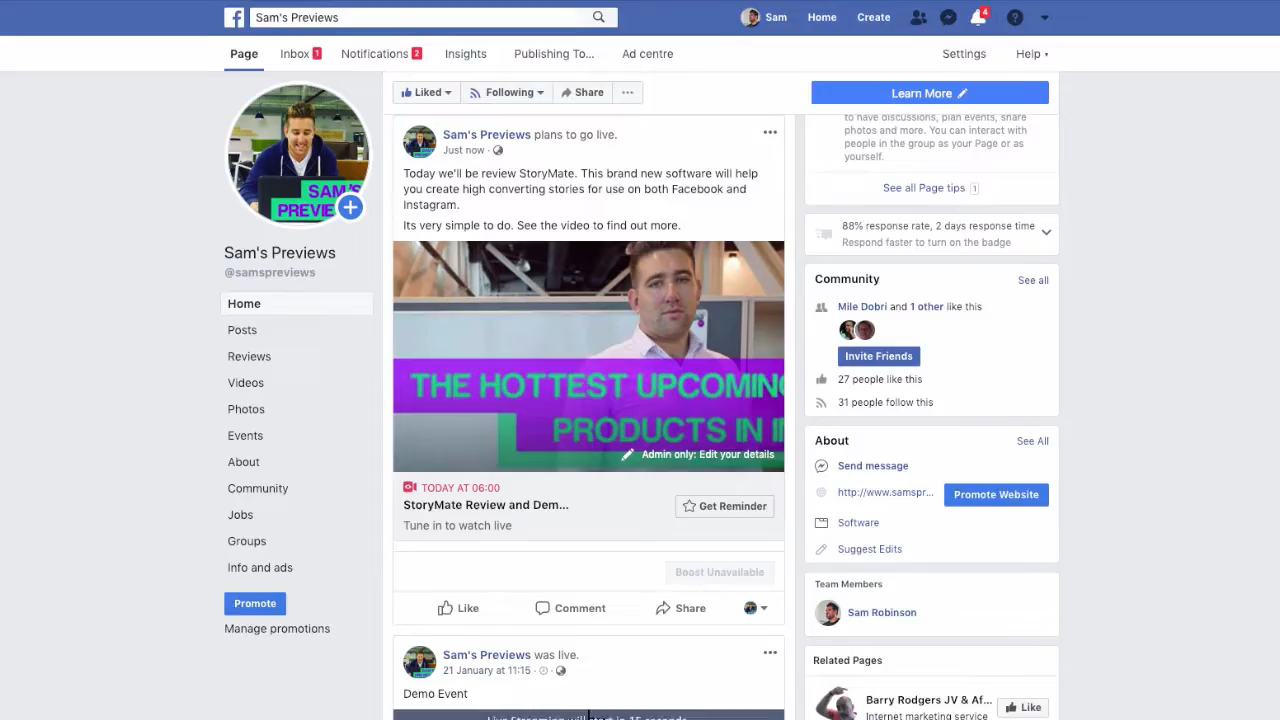 Sam's Previews
Sam
Home
Create
4
Page
Inbox 1
Notifications 2
Insights
Publishing To...
Ad centre
Settings
Help
Liked
Following
Share
Learn More
SAM'S
PREVIE
Sam's Previews
@samspreviews
Home
Posts
Reviews
Videos
Photos
Events
About
Community
Jobs
Groups
Info and ads
Promote
Manage promotions
Sam's Previews plans to go live.
Just now
Today we'll be review StoryMate. This brand new software will help
you create high converting stories for use on both Facebook and
Instagram.
Its very simple to do. See the video to find out more.
THE HOTTEST UPCOMING
PRODUCTS IN
Admin only: Edit your details
TODAY AT 06:00
StoryMate Review and Dem...
Tune in to watch live
Get Reminder
Boost Unavailable
Like
Comment
Share
Sam's Previews was live.
21 January at 11:15
Demo Event
Live Streaming will start in 15 seconds
to have discussions, plan events, share
photos and more. You can interact with
people in the group as your Page or as
yourself.
See all Page tips 1
88% response rate, 2 days response time
Respond faster to turn on the badge
Community
See all
Mile Dobri and 1 other like this
Invite Friends
27 people like this
31 people follow this
About
See All
Send message
http://www.samspr...
Promote Website
Software
Suggest Edits
Team Members
Sam Robinson
Related Pages
Barry Rodgers JV & Af...
Internet marketing service
Like